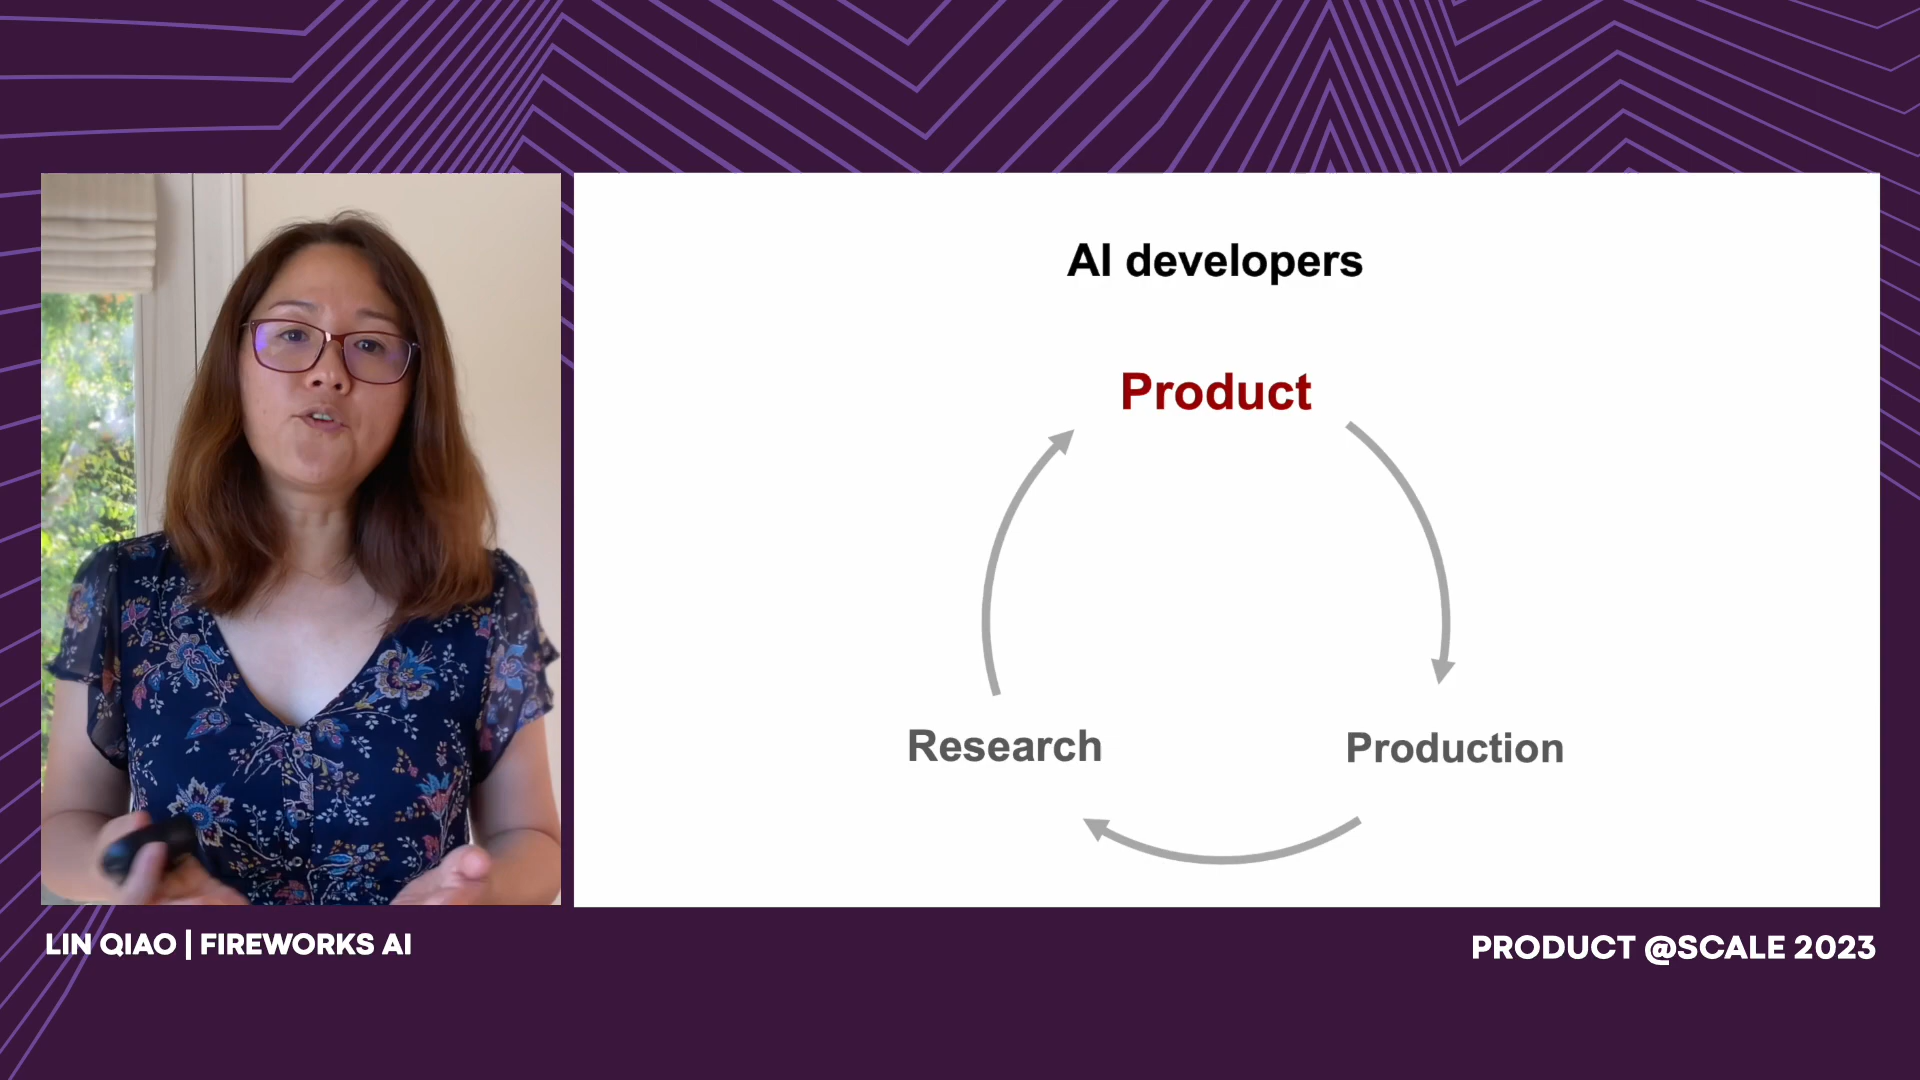 AI developers
Product
Research
Production
LIN QIAO | FIREWORKS AI
PRODUCT @SCALE 2023